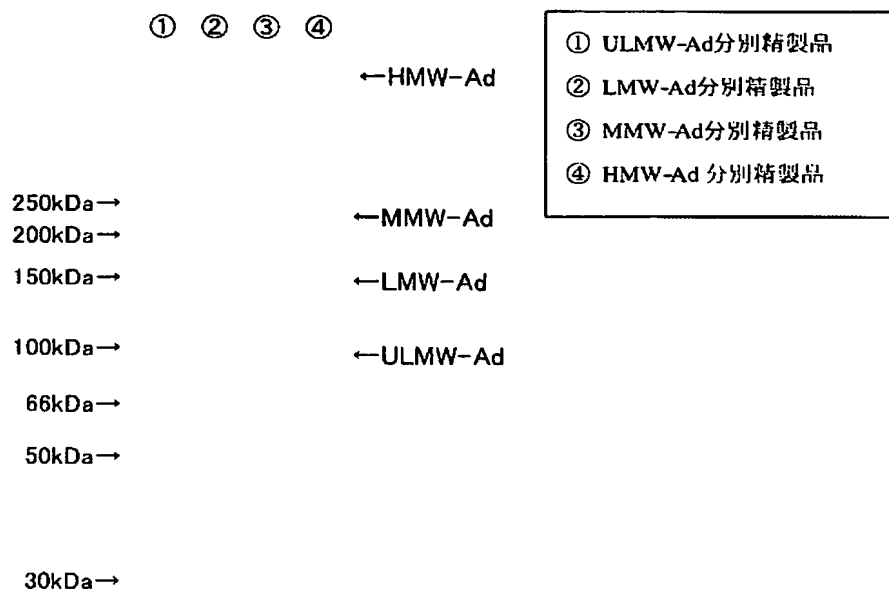 ① ② ③ ④
←HMW-Ad
250kDa→
←MMW-Ad
200kDa→
150kDa→
←LMW-Ad
100kDa→
←ULMW-Ad
66kDa→
50kDa→
30kDa→
① ULMW-Ad分別精製品
② LMW-Ad分別精製品
③ MMW-Ad分別精製品
④ HMW-Ad 分別精製品